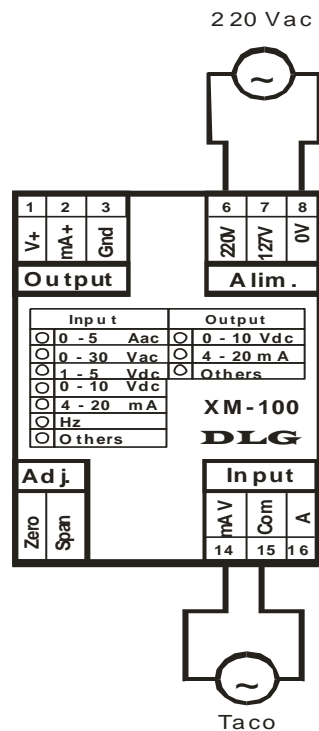 220 Vac
~
1 2 3 6 7 8
V+ mA+ Gnd 220V 127V 0V
Output Alim.
Input Output
0 - 5 Aac 0 - 10 Vdc
0 - 30 Vac 4 - 20 mA
1 - 5 Vdc Others
0 - 10 Vdc
4 - 20 mA
Hz
Others
XM-100
DLG
Adj. Input
Zero Span mAV Com A
14 15 16
~
Taco